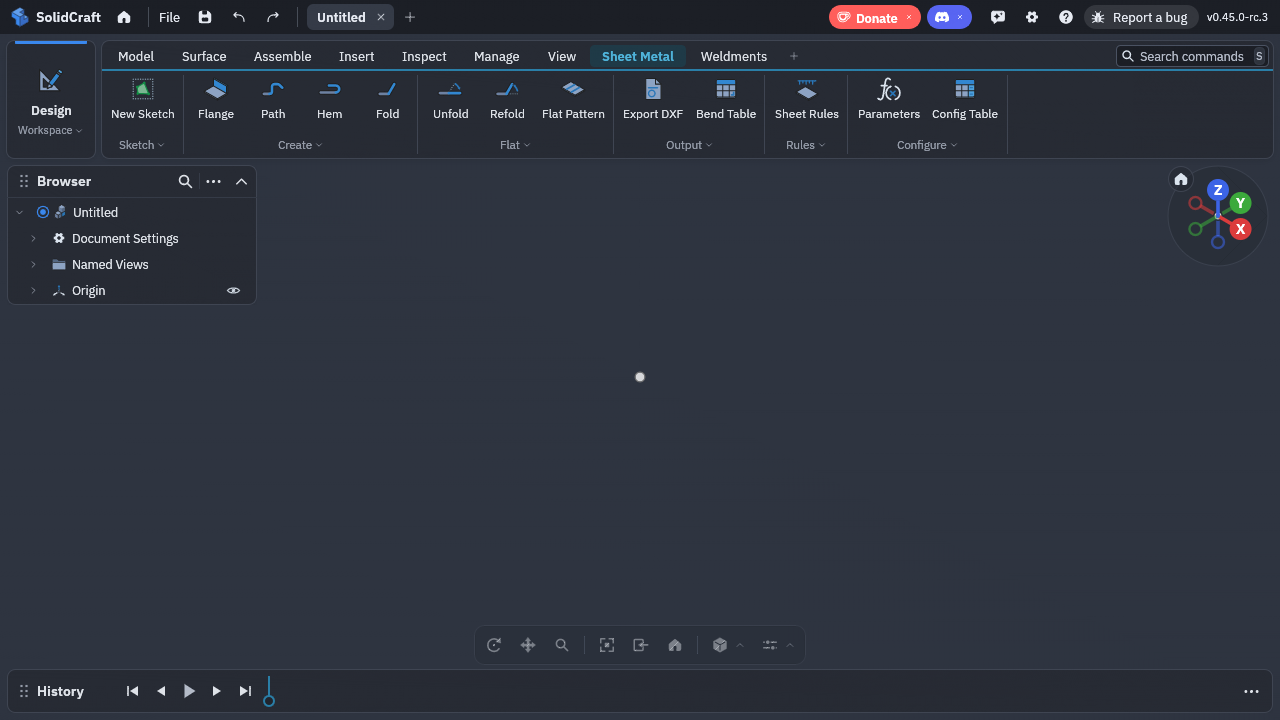 SolidCraft File Untitled Donate Report a bug v0.45.0-rc.3
Model Surface Assemble Insert Inspect Manage View Sheet Metal Weldments Search commands S
Design
Workspace
New Sketch Flange Path Hem Fold Unfold Refold Flat Pattern Export DXF Bend Table Sheet Rules Parameters Config Table
Sketch Create Flat Output Rules Configure
Browser
Untitled
Document Settings
Named Views
Origin
Z
Y
X
History